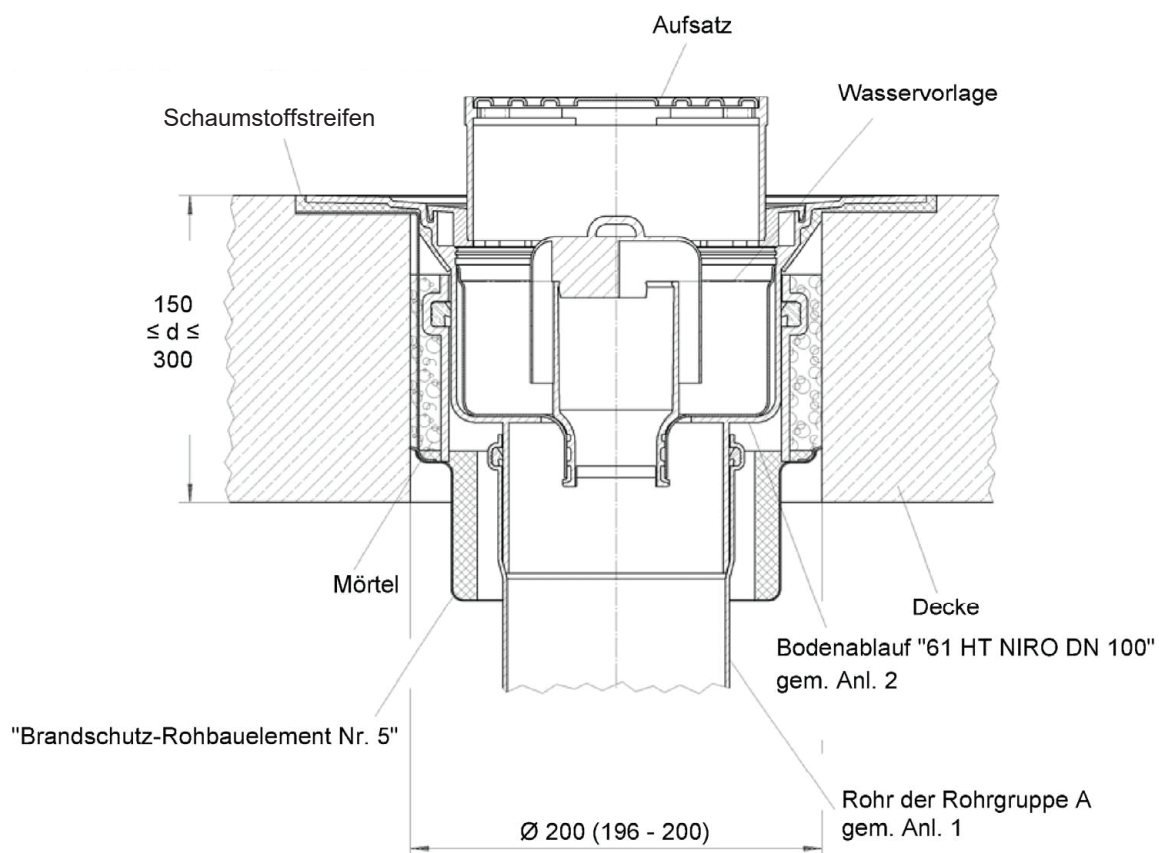 Aufsatz
Wasservorlage
Schaumstoffstreifen
150
≤ d ≤
300
Mörtel
Decke
Bodenablauf "61 HT NIRO DN 100"
gem. Anl. 2
"Brandschutz-Rohbauelement Nr. 5"
Rohr der Rohrgruppe A
gem. Anl. 1
Ø 200 (196 - 200)